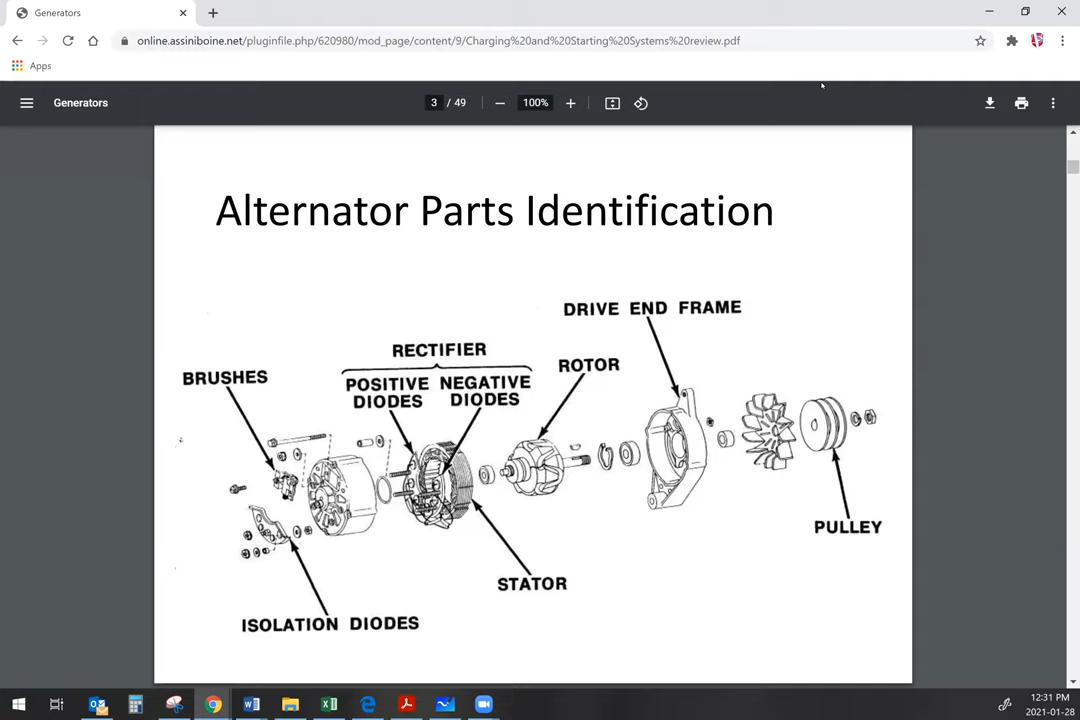 Generators
online.assiniboine.net/pluginfile.php/620980/mod_page/content/9/Charging%20and%20Starting%20Systems%20review.pdf
Apps
Generators
3 / 49
100%
Alternator Parts Identification
DRIVE END FRAME
RECTIFIER
ROTOR
BRUSHES
POSITIVE DIODES
NEGATIVE DIODES
PULLEY
STATOR
ISOLATION DIODES
12:31 PM
2021-01-28